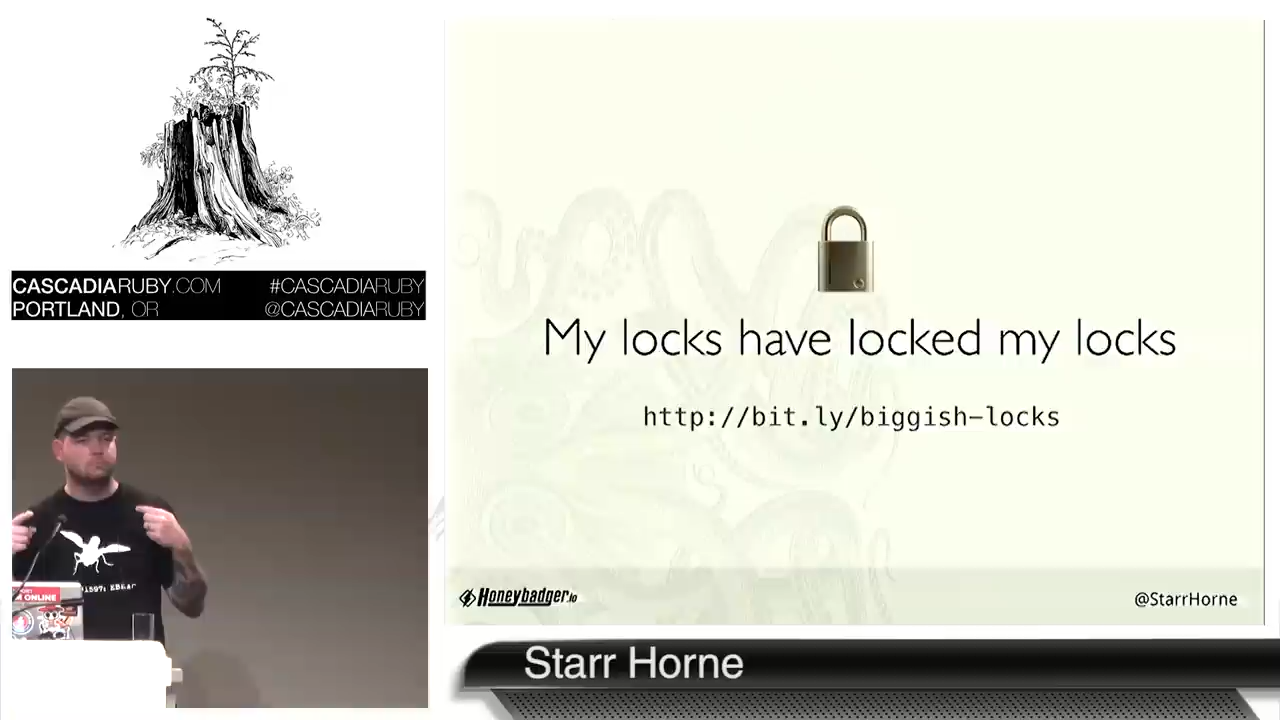 CASCADIARUBY.COM #CASCADIARUBY
PORTLAND, OR @CASCADIARUBY
My locks have locked my locks
http://bit.ly/biggish-locks
Honeybadger.io
@StarrHorne
ONLINE
Starr Horne